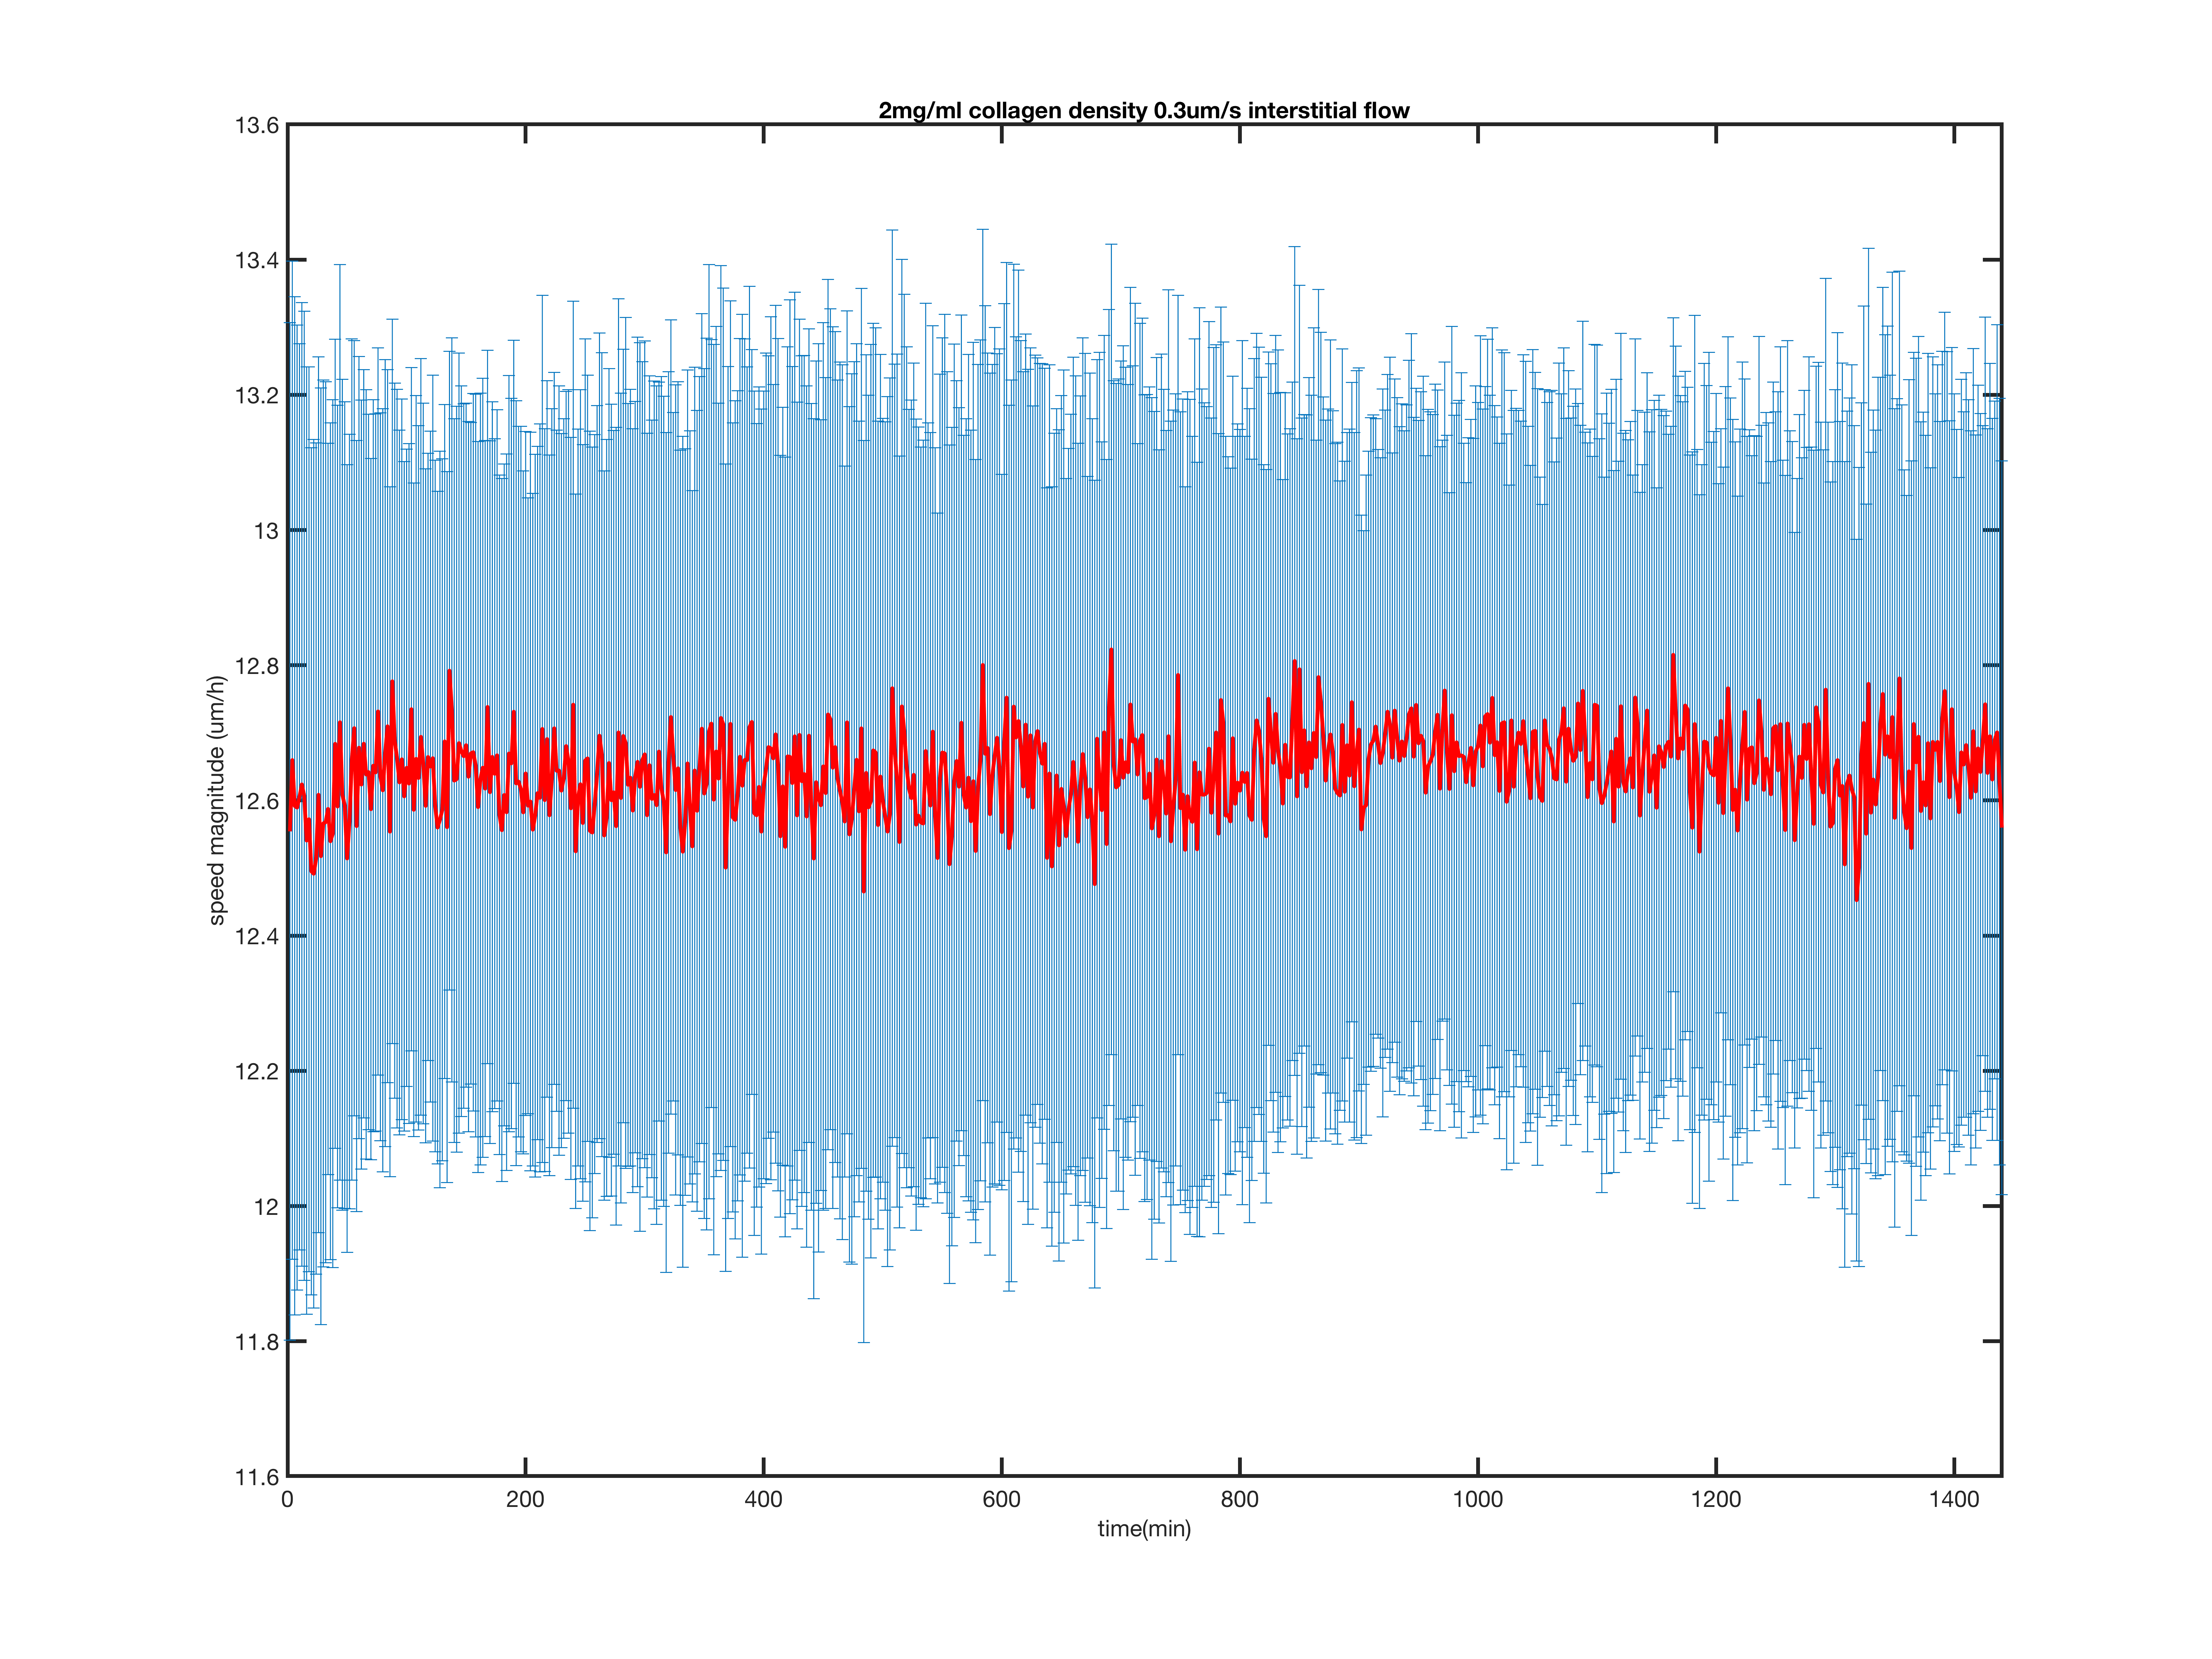 2mg/ml collagen density 0.3um/s interstitial flow
13.6
13.4
13.2
13
12.8
12.6
12.4
12.2
12
11.8
11.6
speed magnitude (um/h)
0 200 400 600 800 1000 1200 1400
time(min)